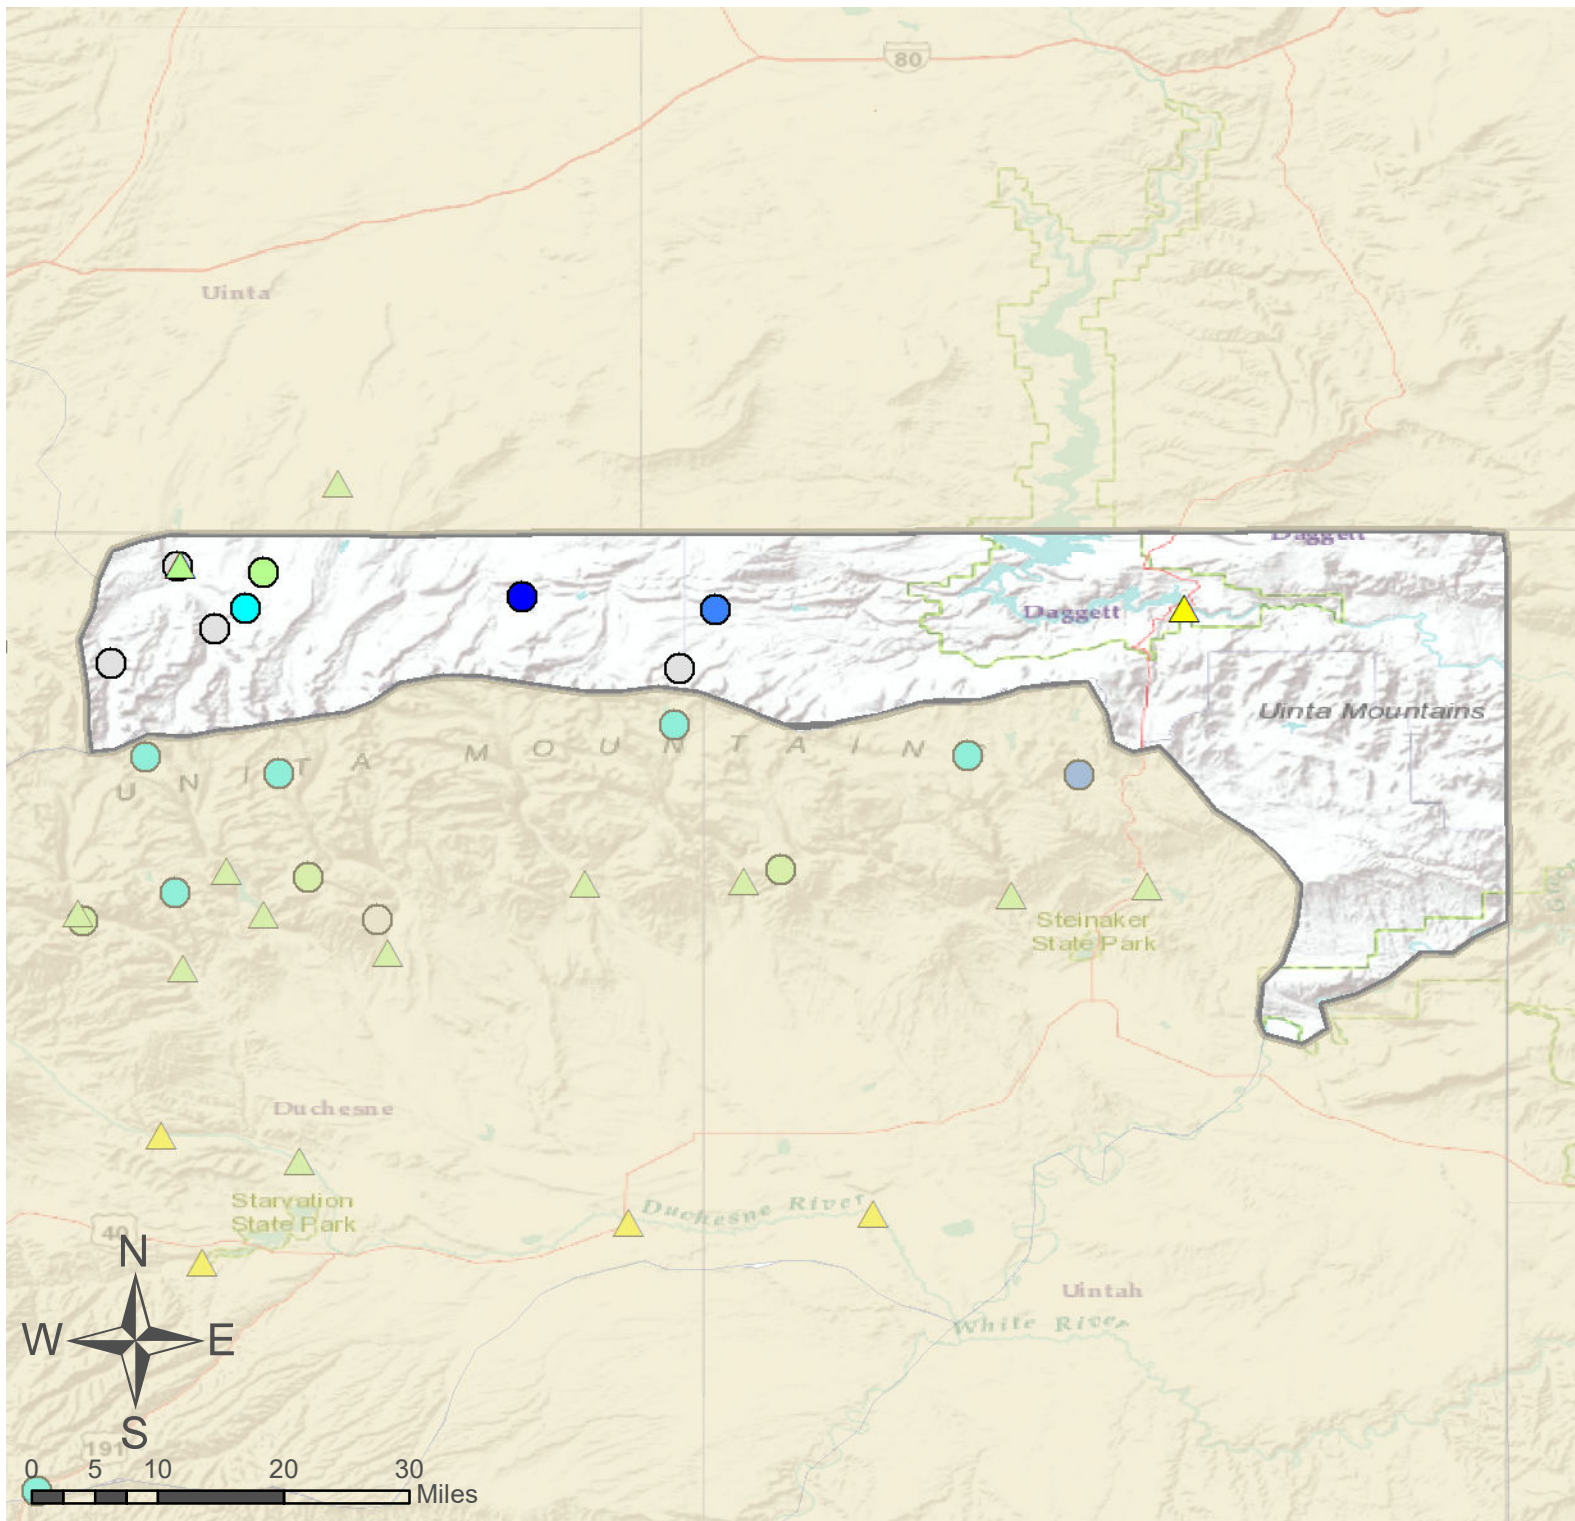 80
Uinta
Daggett
Daggett
Uinta Mountains
U N I T A M O U N T A I N S
Steinaker
State Park
Duchesne
Starvation
State Park
Duchesne River
40
N
W E
S
Uintah
White River
191
0 5 10 20 30
Miles